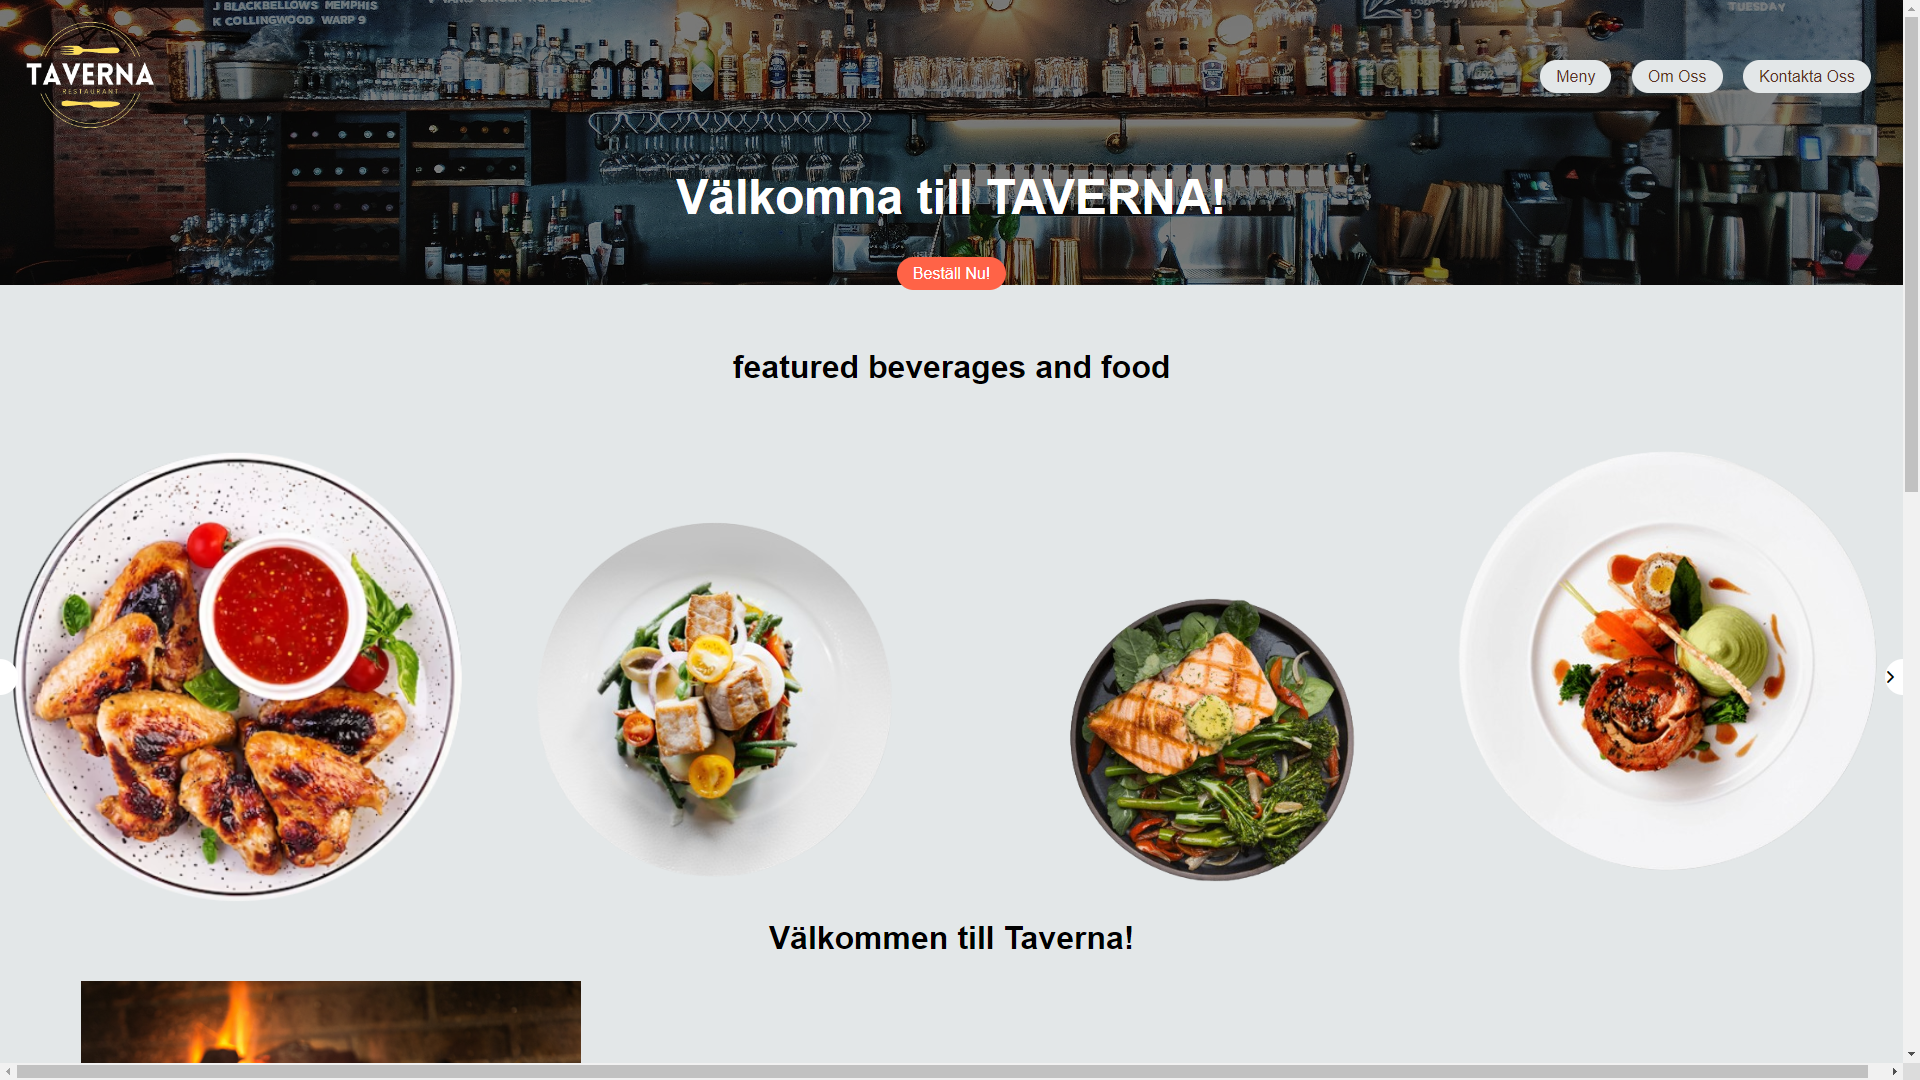 J BLACKBELLOWS MEMPHIS
K COLLINGWOOD WARP 9
TUESDAY
TAVERNA
RESTAURANT
Meny
Om Oss
Kontakta Oss
Välkomna till TAVERNA!
Beställ Nu!
featured beverages and food
Välkommen till Taverna!